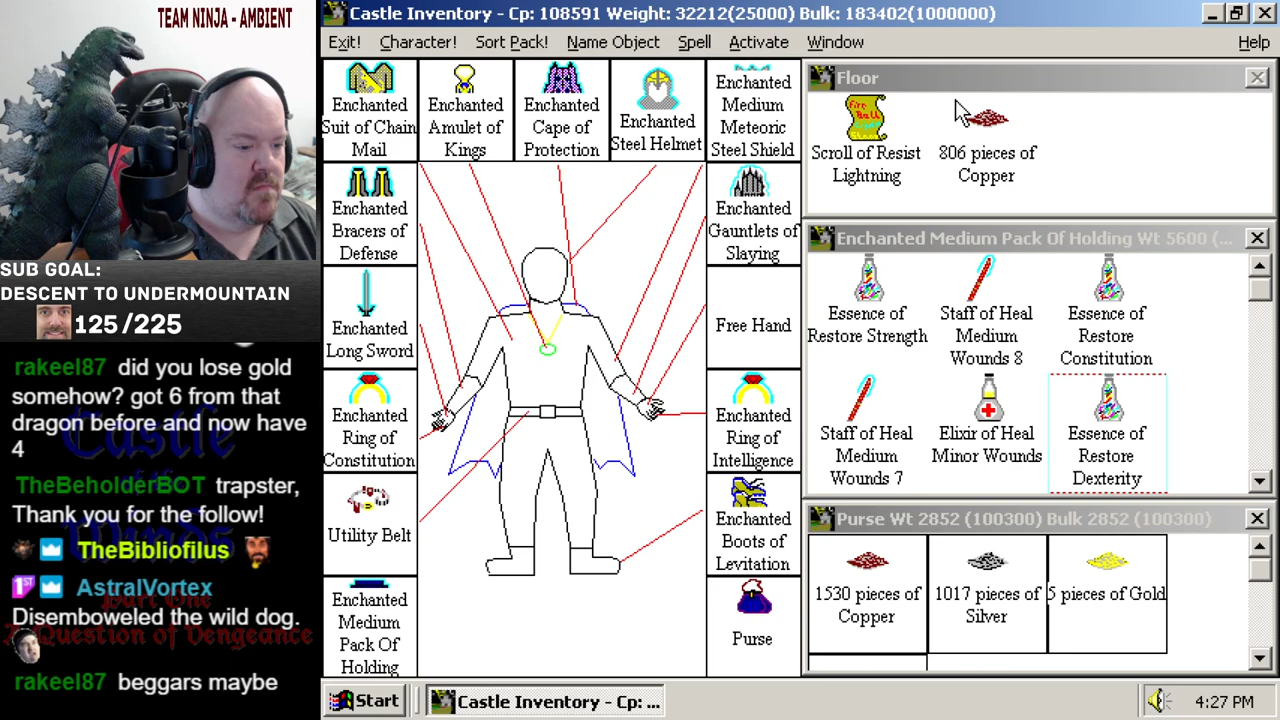 TEAM NINJA - AMBIENT
SUB GOAL:
DESCENT TO UNDERMOUNTAIN
125 /225
rakeel87 did you lose gold
somehow? got 6 from that
dragon before and now have
4
TheBeholderBOT trapster,
Thank you for the follow!
TheBibliofilus
AstralVortex
Disemboweled the wild dog.
rakeel87 beggars maybe
Castle
Winds
Part One
A Question of Vengeance
Castle Inventory - Cp: 108591 Weight: 32212(25000) Bulk: 183402(1000000)
Exit! Character! Sort Pack! Name Object Spell Activate Window Help
Enchanted
Suit of Chain
Mail
Enchanted
Amulet of
Kings
Enchanted
Cape of
Protection
Enchanted
Steel Helmet
Enchanted
Medium
Meteoric
Steel Shield
Enchanted
Bracers of
Defense
Enchanted
Gauntlets of
Slaying
Enchanted
Long Sword
Free Hand
Enchanted
Ring of
Constitution
Enchanted
Ring of
Intelligence
Utility Belt
Enchanted
Boots of
Levitation
Enchanted
Medium
Pack Of
Holding
Purse
Floor
Scroll of Resist
Lightning
806 pieces of
Copper
Enchanted Medium Pack Of Holding Wt 5600 (...
Essence of
Restore Strength
Staff of Heal
Medium
Wounds 8
Essence of
Restore
Constitution
Staff of Heal
Medium
Wounds 7
Elixir of Heal
Minor Wounds
Essence of
Restore
Dexterity
Purse Wt 2852 (100300) Bulk 2852 (100300)
1530 pieces of
Copper
1017 pieces of
Silver
5 pieces of Gold
Start
Castle Inventory - Cp: ...
4:27 PM